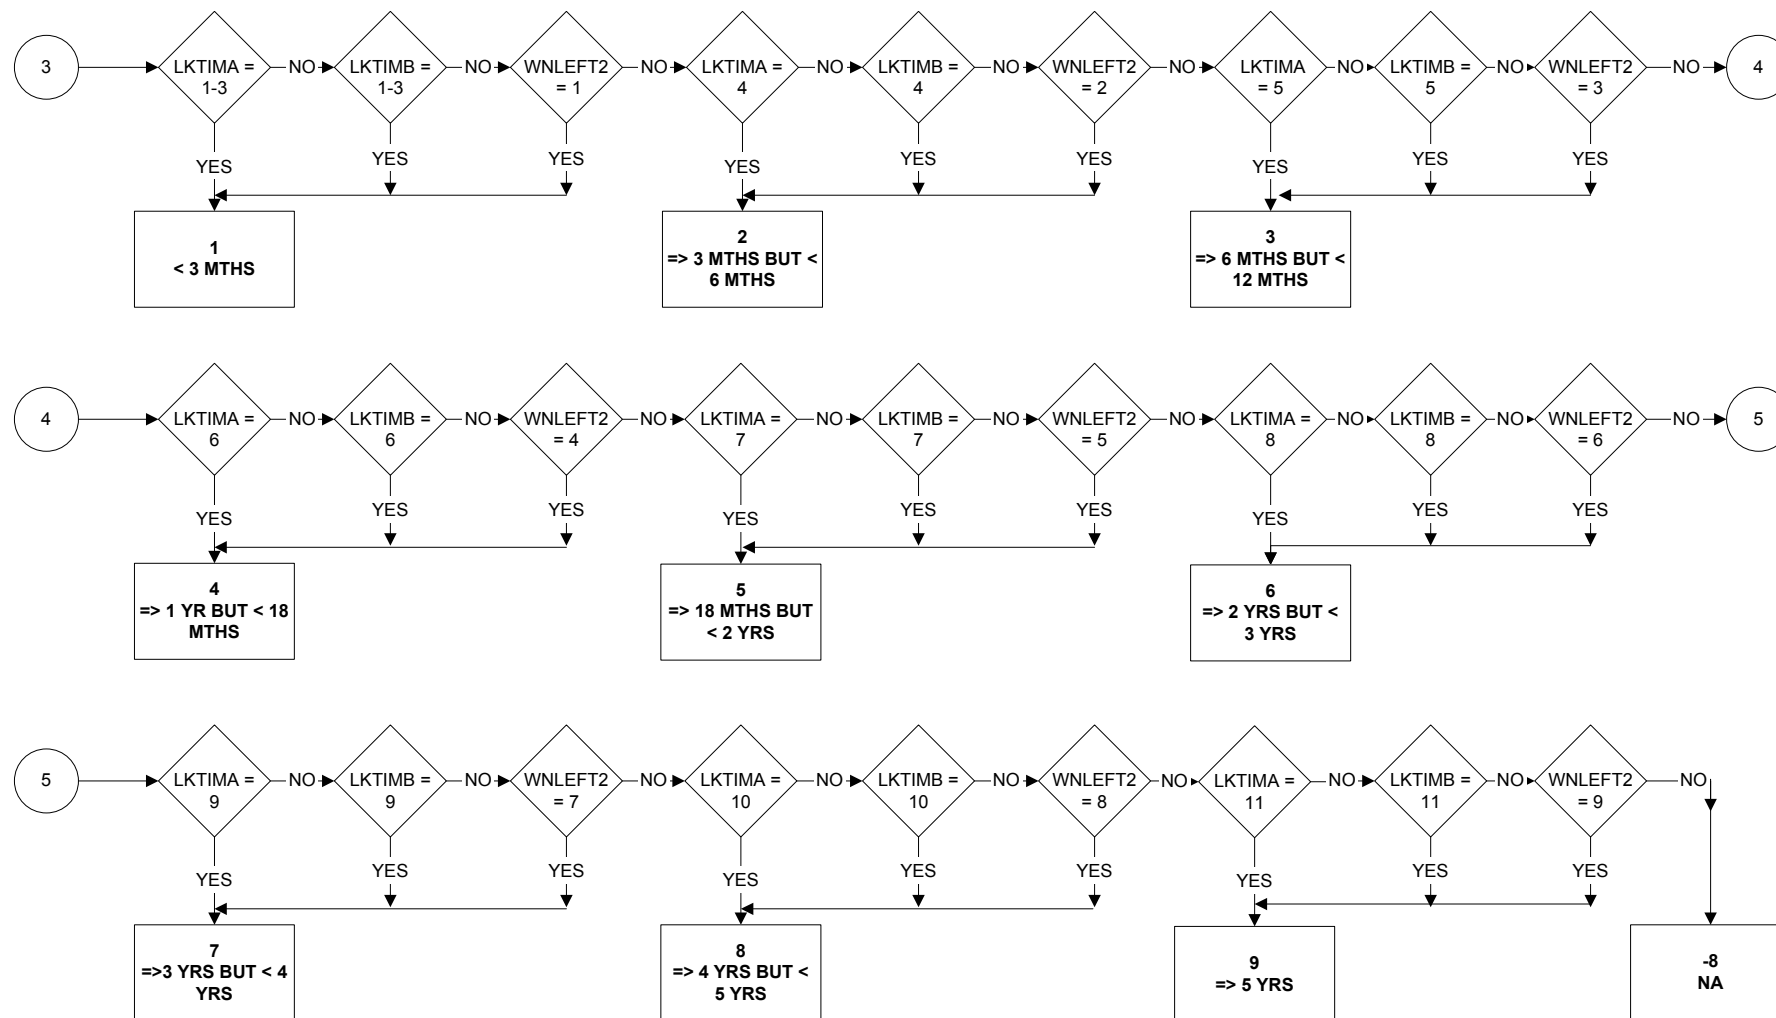 3
LKTIMA =
1-3
NO
LKTIMB =
1-3
NO
WNLEFT2
= 1
NO
LKTIMA =
4
NO
LKTIMB =
4
NO
WNLEFT2
= 2
NO
LKTIMA
= 5
NO
LKTIMB =
5
NO
WNLEFT2
= 3
NO
4
YES
YES
YES
YES
YES
YES
YES
YES
YES
1
< 3 MTHS
2
=> 3 MTHS BUT <
6 MTHS
3
=> 6 MTHS BUT <
12 MTHS
4
LKTIMA =
6
NO
LKTIMB =
6
NO
WNLEFT2
= 4
NO
LKTIMA =
7
NO
LKTIMB =
7
NO
WNLEFT2
= 5
NO
LKTIMA =
8
NO
LKTIMB =
8
NO
WNLEFT2
= 6
NO
5
YES
YES
YES
YES
YES
YES
YES
YES
YES
4
=> 1 YR BUT < 18
MTHS
5
=> 18 MTHS BUT
< 2 YRS
6
=> 2 YRS BUT <
3 YRS
5
LKTIMA =
9
NO
LKTIMB =
9
NO
WNLEFT2
= 7
NO
LKTIMA =
10
NO
LKTIMB =
10
NO
WNLEFT2
= 8
NO
LKTIMA =
11
NO
LKTIMB =
11
NO
WNLEFT2
= 9
NO
YES
YES
YES
YES
YES
YES
YES
YES
YES
7
=>3 YRS BUT < 4
YRS
8
=> 4 YRS BUT <
5 YRS
9
=> 5 YRS
-8
NA